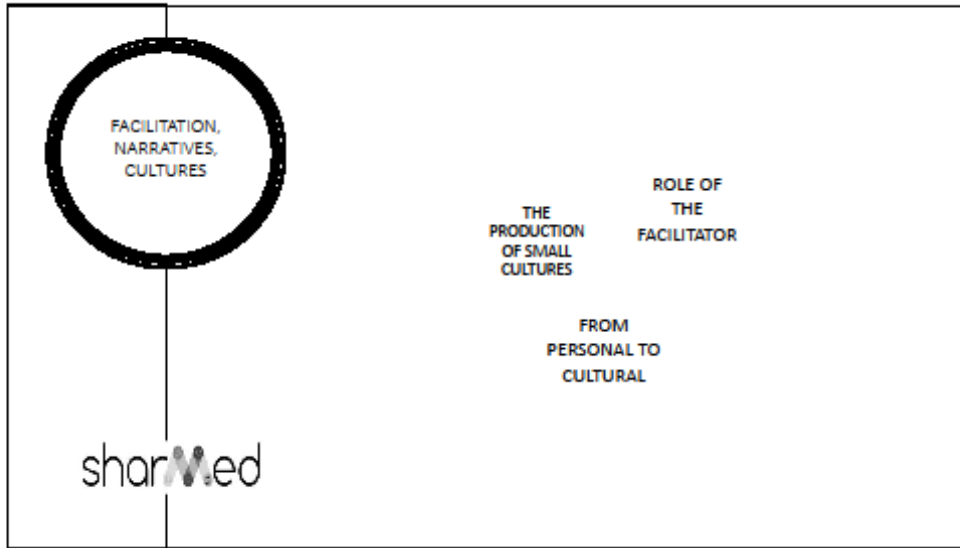 FACILITATION,
NARRATIVES,
CULTURES
THE
PRODUCTION
OF SMALL
CULTURES
ROLE OF
THE
FACILITATOR
FROM
PERSONAL TO
CULTURAL
sharMed